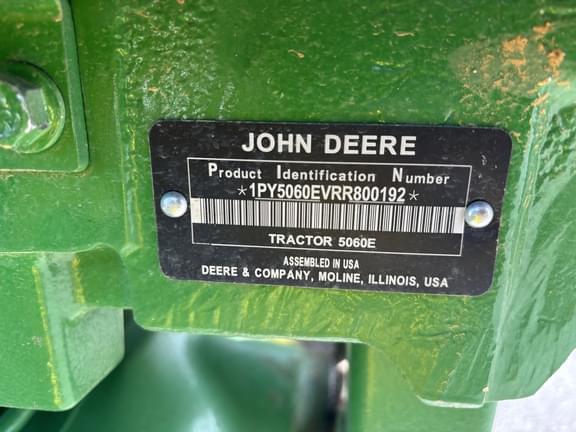 JOHN DEERE
Product Identification Number
*1PY5060EVRR800192*
TRACTOR 5060E
ASSEMBLED IN USA
DEERE & COMPANY, MOLINE, ILLINOIS, USA